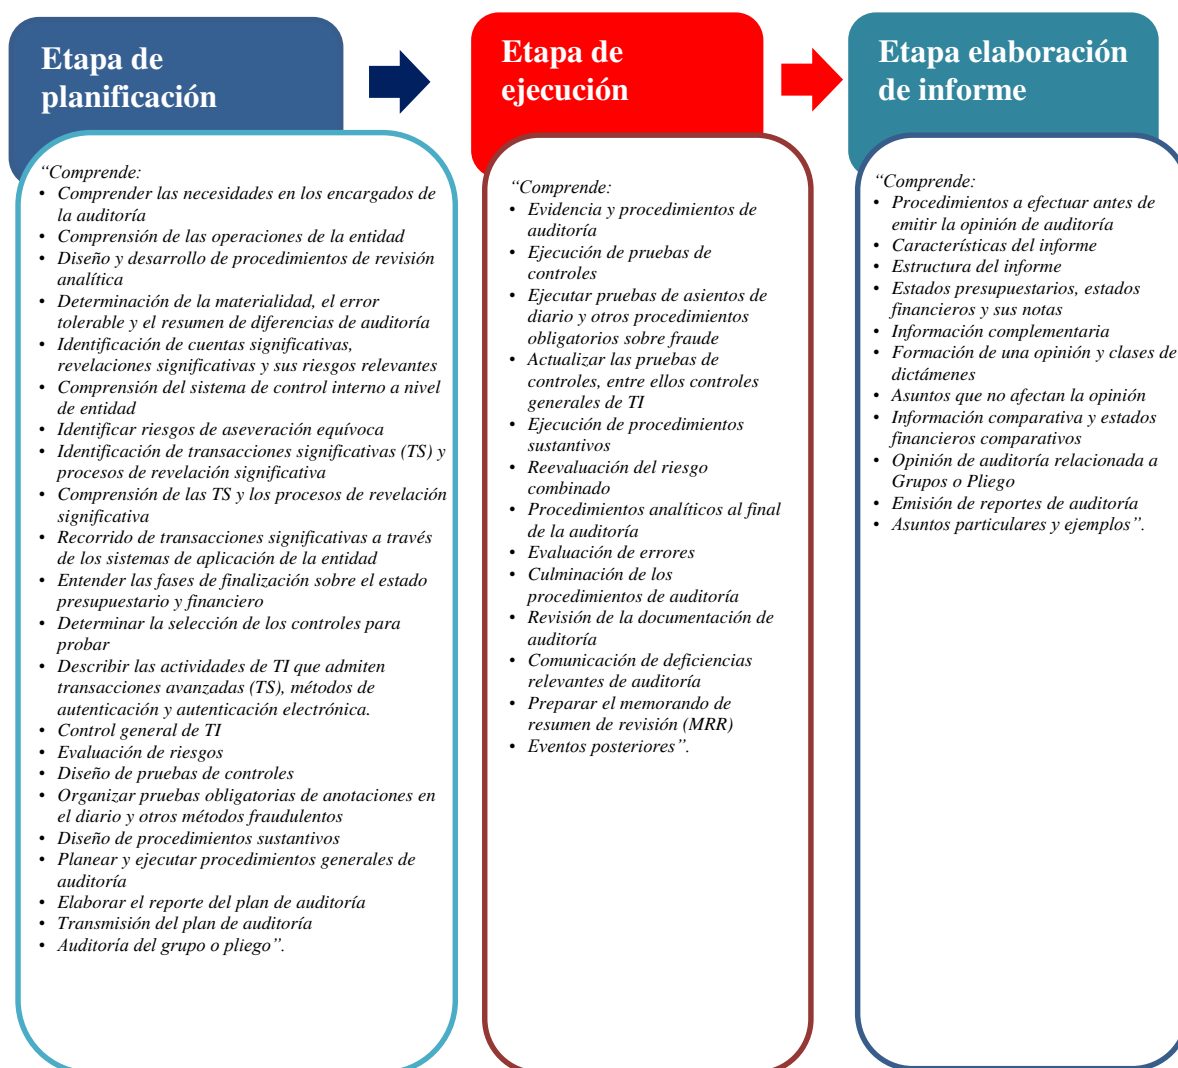 Etapa de
planificación
“Comprende:
• Comprender las necesidades en los encargados de
la auditoría
• Comprensión de las operaciones de la entidad
• Diseño y desarrollo de procedimientos de revisión
analítica
• Determinación de la materialidad, el error
tolerable y el resumen de diferencias de auditoría
• Identificación de cuentas significativas,
revelaciones significativas y sus riesgos relevantes
• Comprensión del sistema de control interno a nivel
de entidad
• Identificar riesgos de aseveración equívoca
• Identificación de transacciones significativas (TS) y
procesos de revelación significativa
• Comprensión de las TS y los procesos de revelación
significativa
• Recorrido de transacciones significativas a través
de los sistemas de aplicación de la entidad
• Entender las fases de finalización sobre el estado
presupuestario y financiero
• Determinar la selección de los controles para
probar
• Describir las actividades de TI que admiten
transacciones avanzadas (TS), métodos de
autenticación y autenticación electrónica.
• Control general de TI
• Evaluación de riesgos
• Diseño de pruebas de controles
• Organizar pruebas obligatorias de anotaciones en
el diario y otros métodos fraudulentos
• Diseño de procedimientos sustantivos
• Planear y ejecutar procedimientos generales de
auditoría
• Elaborar el reporte del plan de auditoría
• Transmisión del plan de auditoría
• Auditoría del grupo o pliego”.
Etapa de
ejecución
“Comprende:
• Evidencia y procedimientos de
auditoría
• Ejecución de pruebas de
controles
• Ejecutar pruebas de asientos de
diario y otros procedimientos
obligatorios sobre fraude
• Actualizar las pruebas de
controles, entre ellos controles
generales de TI
• Ejecución de procedimientos
sustantivos
• Reevaluación del riesgo
combinado
• Procedimientos analíticos al final
de la auditoría
• Evaluación de errores
• Culminación de los
procedimientos de auditoría
• Revisión de la documentación de
auditoría
• Comunicación de deficiencias
relevantes de auditoría
• Preparar el memorando de
resumen de revisión (MRR)
• Eventos posteriores”.
Etapa elaboración
de informe
“Comprende:
• Procedimientos a efectuar antes de
emitir la opinión de auditoría
• Características del informe
• Estructura del informe
• Estados presupuestarios, estados
financieros y sus notas
• Información complementaria
• Formación de una opinión y clases de
dictámenes
• Asuntos que no afectan la opinión
• Información comparativa y estados
financieros comparativos
• Opinión de auditoría relacionada a
Grupos o Pliego
• Emisión de reportes de auditoría
• Asuntos particulares y ejemplos”.